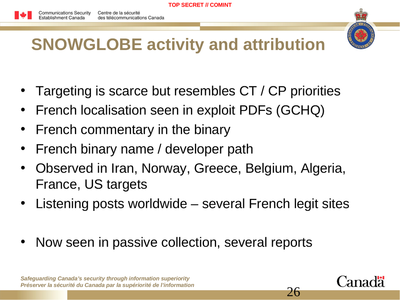 TOP SECRET // COMINT
Communications Security Centre de la sécurité
Establishment Canada des télécommunications Canada
SNOWGLOBE activity and attribution
• Targeting is scarce but resembles CT / CP priorities
• French localisation seen in exploit PDFs (GCHQ)
• French commentary in the binary
• French binary name / developer path
• Observed in Iran, Norway, Greece, Belgium, Algeria,
France, US targets
• Listening posts worldwide – several French legit sites
• Now seen in passive collection, several reports
Safeguarding Canada's security through information superiority
Préserver la sécurité du Canada par la supériorité de l'information
26
Canada